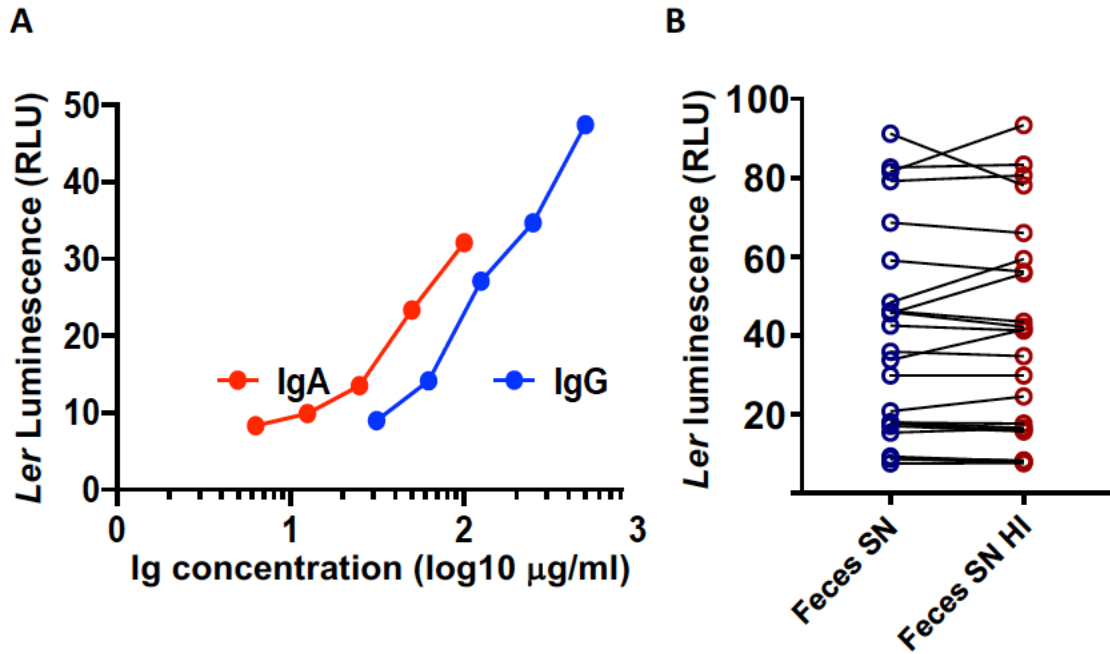 A
Ler Luminescence (RLU)
50
40
30
20
10
0
IgA
IgG
0
1
2
3
Ig concentration (log10 μg/ml)
B
Ler luminescence (RLU)
100
80
60
40
20
Feces SN
Feces SN HI